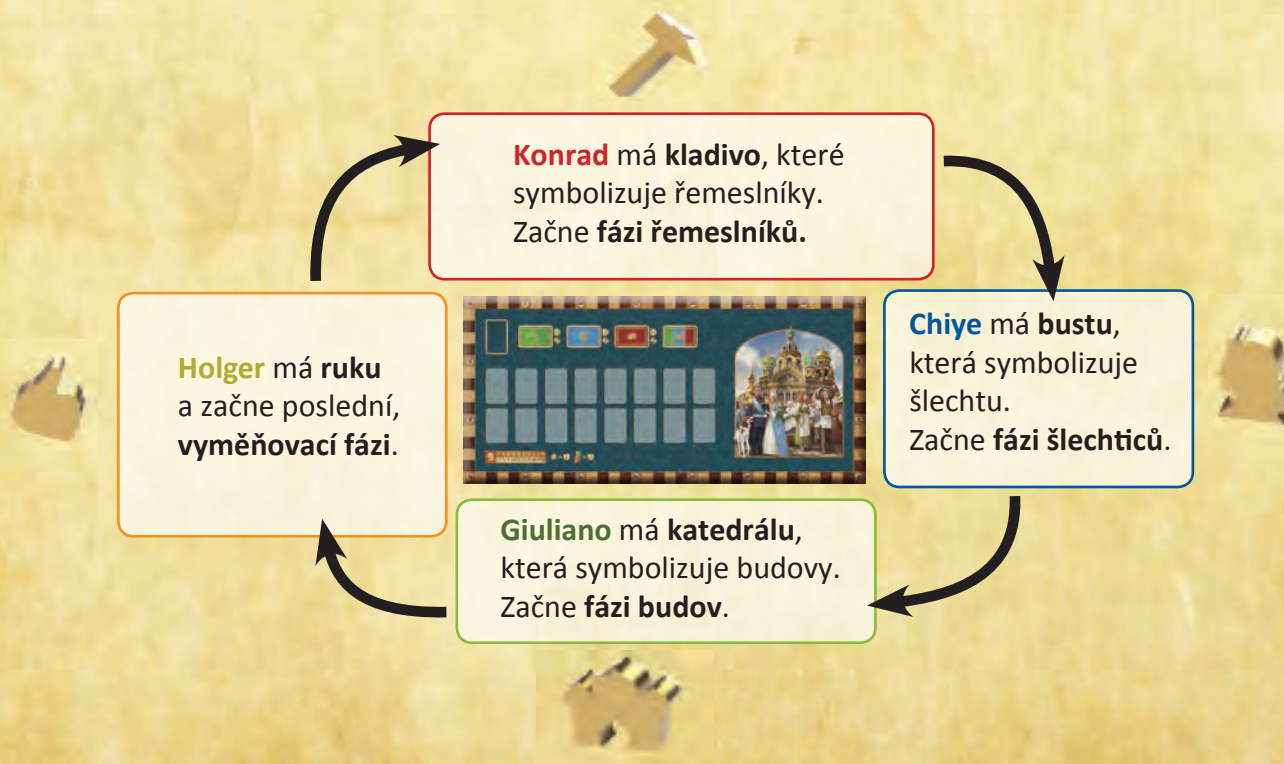 Konrad má kladivo, které
symbolizuje řemeslníky.
Začne fázi řemeslníků.
Chiye má bustu,
která symbolizuje
šlechtu.
Začne fázi šlechticů.
Giuliano má katedrálu,
která symbolizuje budovy.
Začne fázi budov.
Holger má ruku
a začne poslední,
vyměňovací fázi.